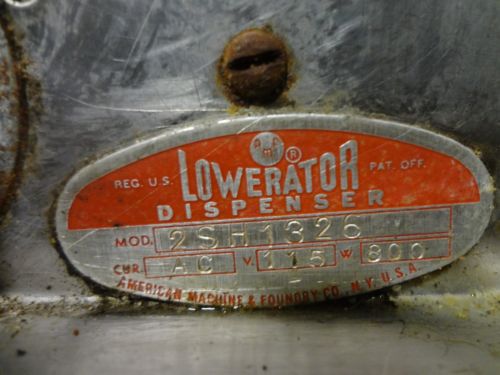 AMF ®
REG. U.S. LOWERATOR PAT. OFF.
DISPENSER
MOD. 2SH1326
CUR. AC V. 115 W 800
AMERICAN MACHINE & FOUNDRY CO. N.Y. U.S.A.